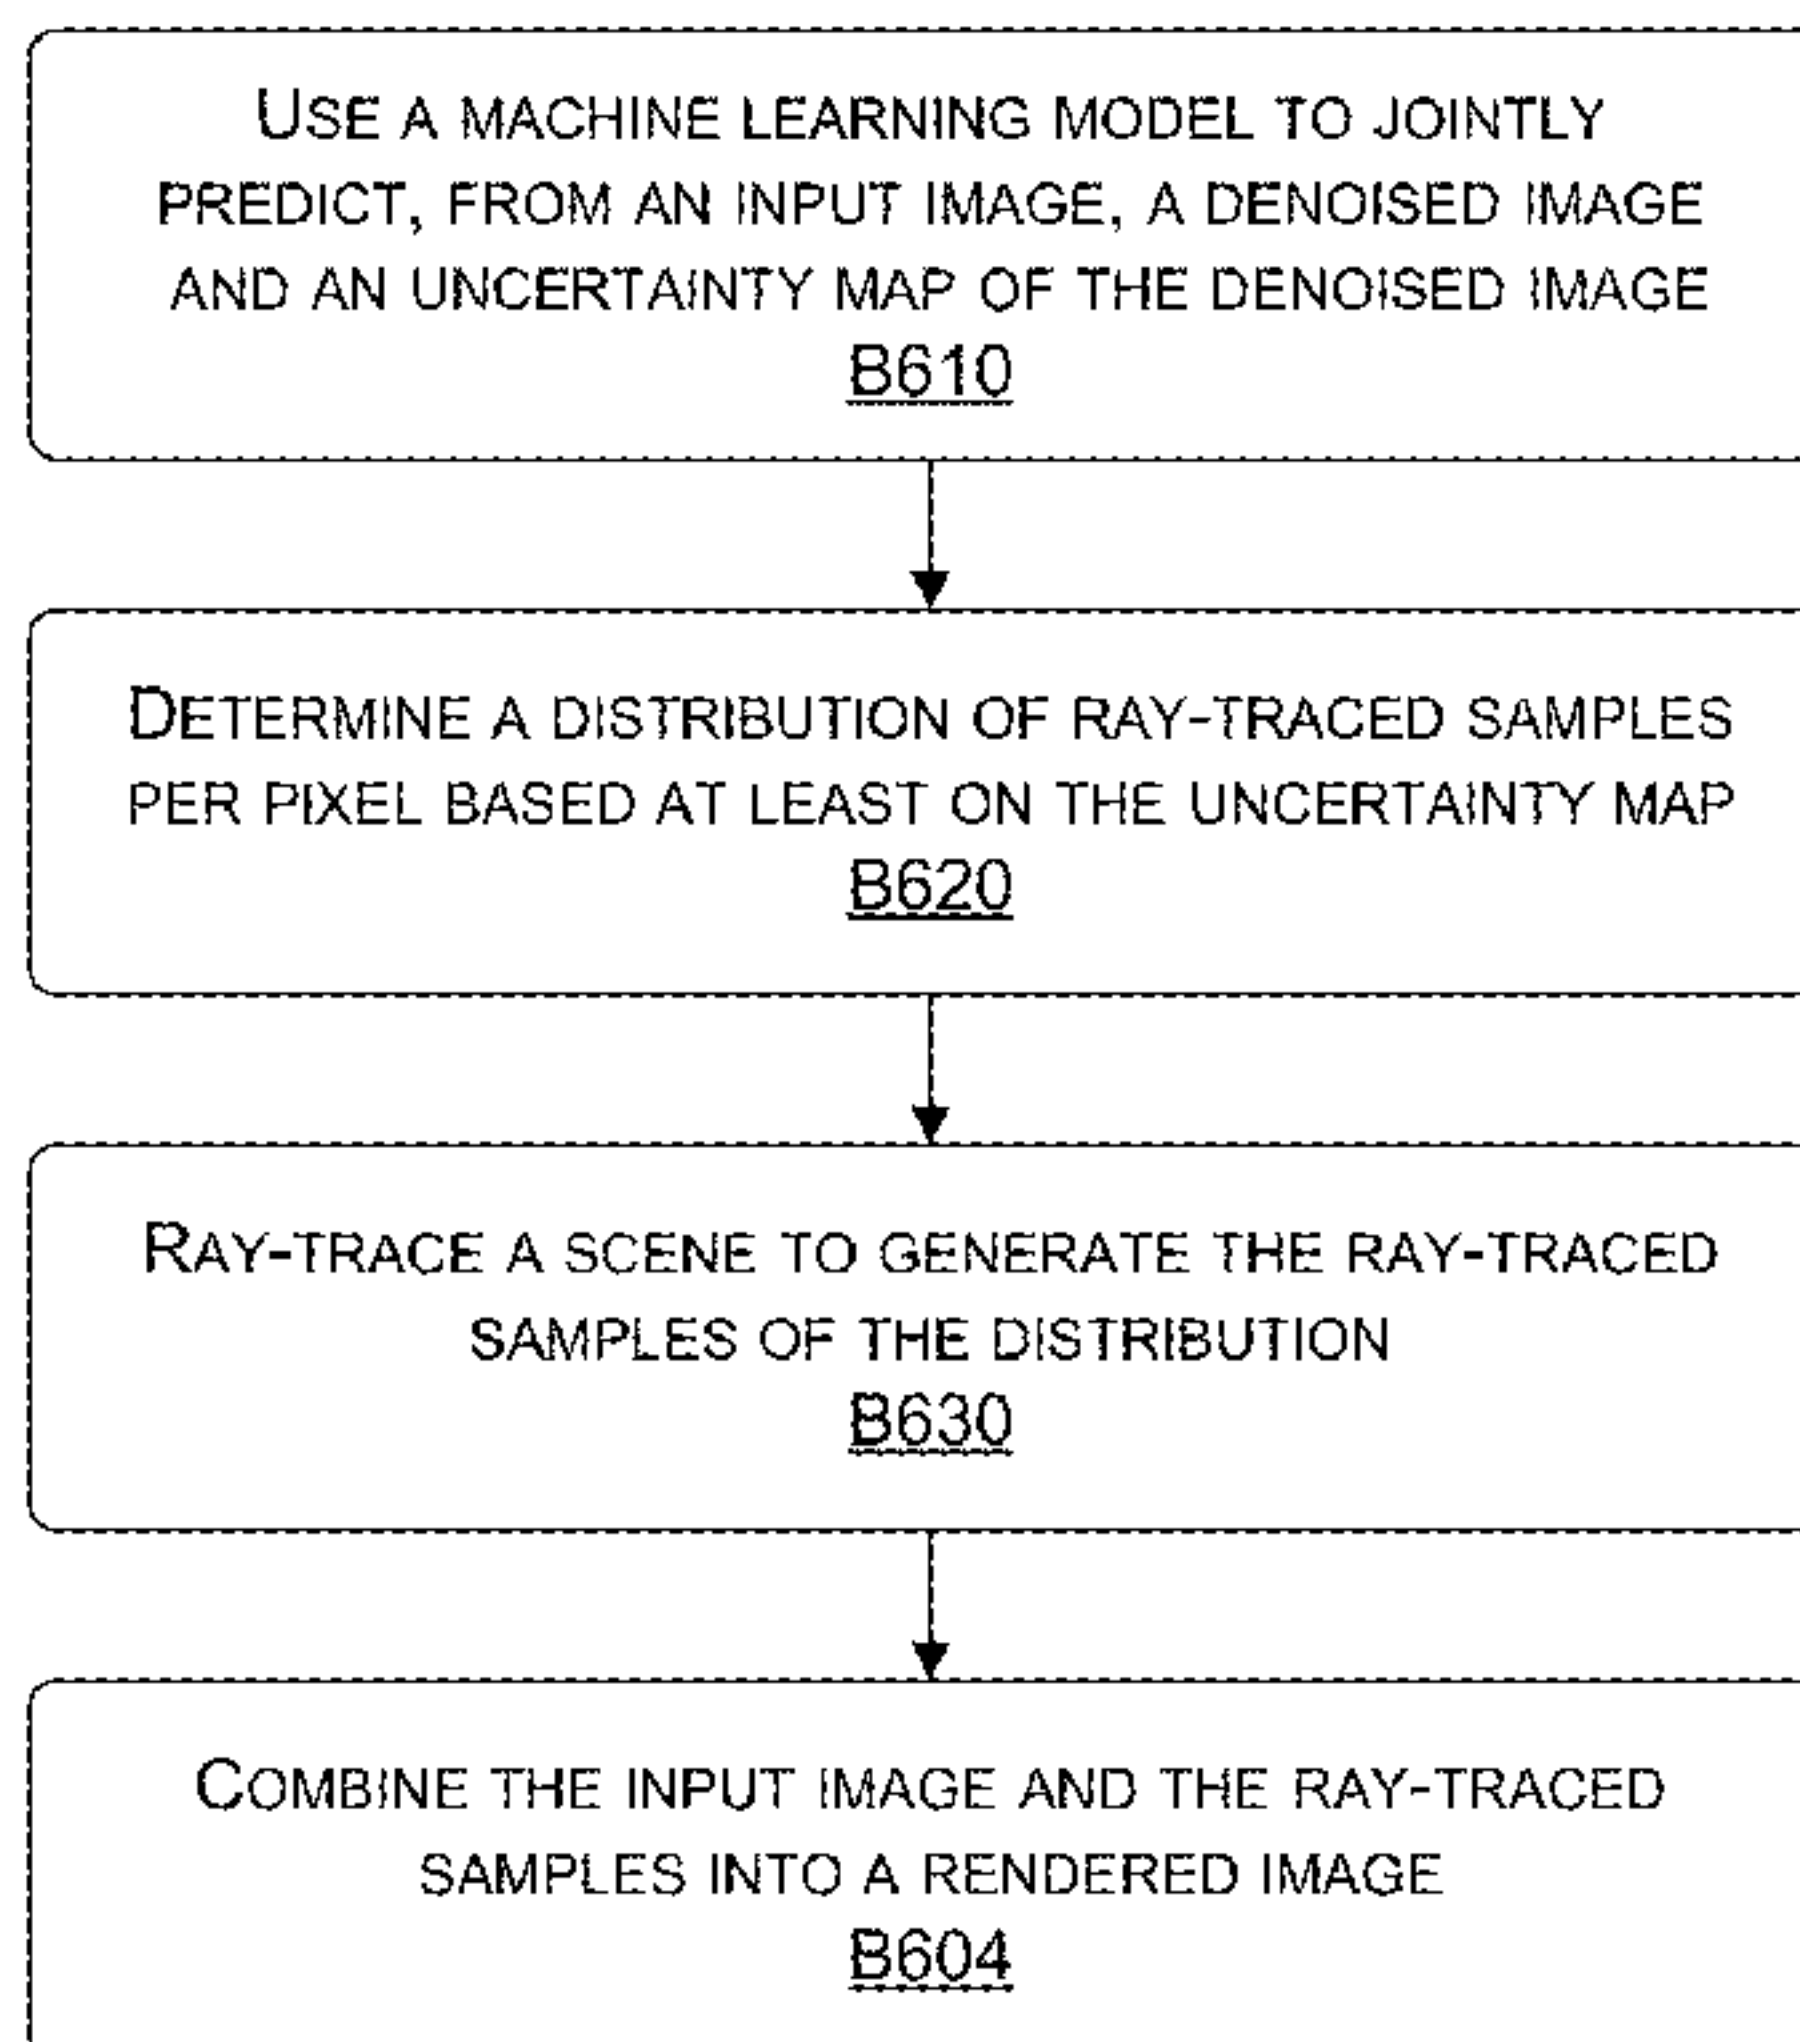 USE A MACHINE LEARNING MODEL TO JOINTLY
PREDICT, FROM AN INPUT IMAGE, A DENOISED IMAGE
AND AN UNCERTAINTY MAP OF THE DENOISED IMAGE
B610
DETERMINE A DISTRIBUTION OF RAY-TRACED SAMPLES
PER PIXEL BASED AT LEAST ON THE UNCERTAINTY MAP
B620
RAY-TRACE A SCENE TO GENERATE THE RAY-TRACED
SAMPLES OF THE DISTRIBUTION
B630
COMBINE THE INPUT IMAGE AND THE RAY-TRACED
SAMPLES INTO A RENDERED IMAGE
B604